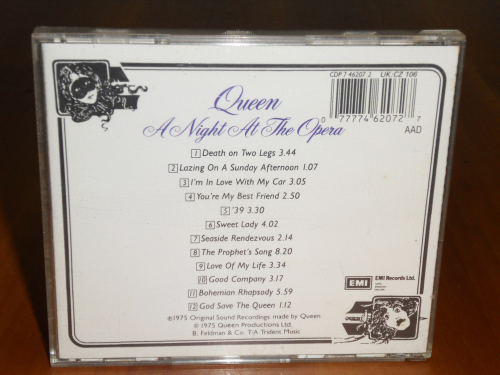 CDP 7 46207 2 UK:CZ 106
0 77774 62072 7
AAD
Queen
A Night At The Opera
1 Death on Two Legs 3.44
2 Lazing On A Sunday Afternoon 1.07
3 I'm In Love With My Car 3.05
4 You're My Best Friend 2.50
5 '39 3.30
6 Sweet Lady 4.02
7 Seaside Rendezvous 2.14
8 The Prophet's Song 8.20
9 Love Of My Life 3.34
10 Good Company 3.17
11 Bohemian Rhapsody 5.59
12 God Save The Queen 1.12
EMI EMI Records Ltd.
℗1975 Original Sound Recordings made by Queen
© 1975 Queen Productions Ltd.
B. Feldman & Co. T/A Trident Music